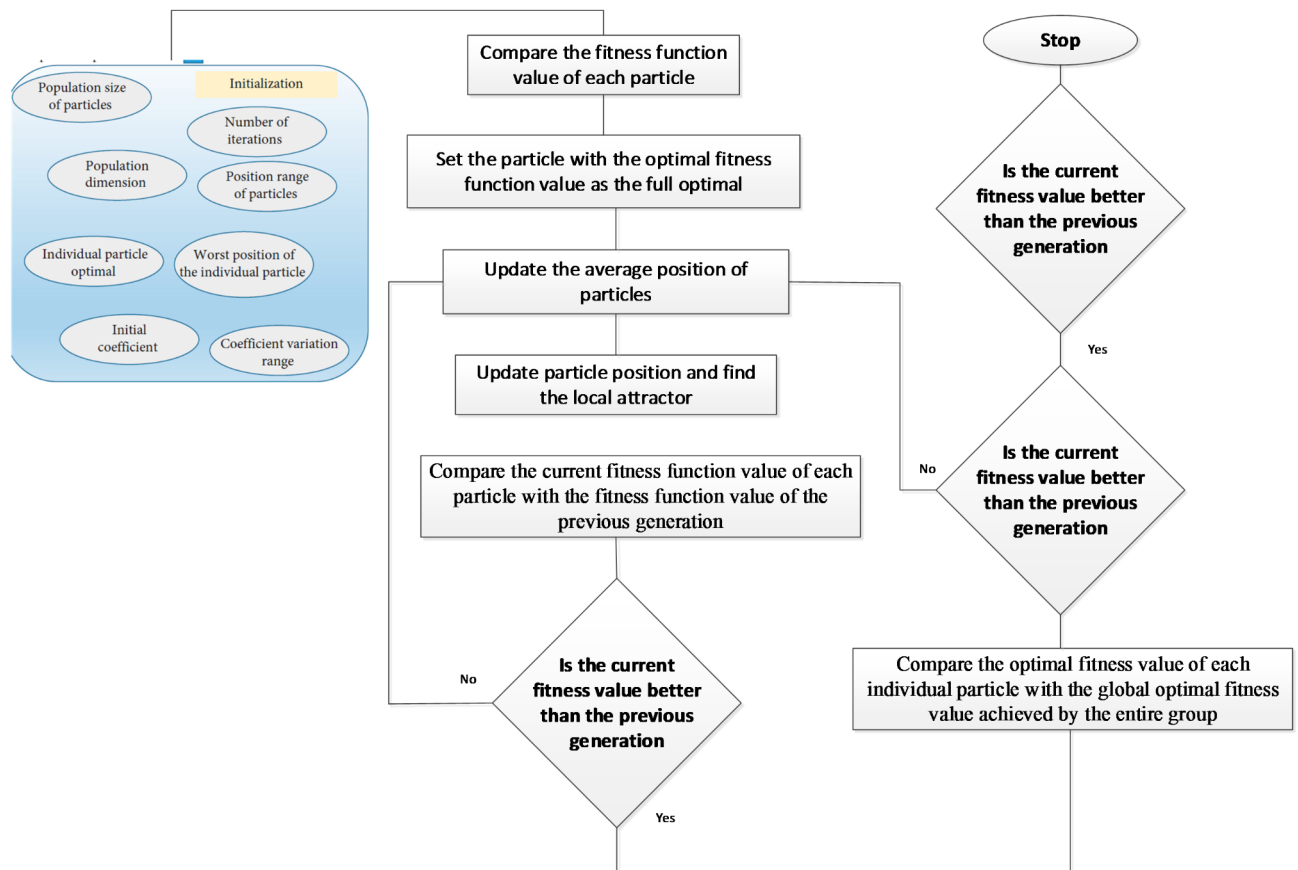 Initialization
Population size
of particles
Number of
iterations
Population
dimension
Position range
of particles
Individual particle
optimal
Worst position of
the individual particle
Initial
coefficient
Coefficient variation
range
Compare the fitness function
value of each particle
Set the particle with the optimal fitness
function value as the full optimal
Update the average position of
particles
Update particle position and find
the local attractor
Compare the current fitness function value of each
particle with the fitness function value of the
previous generation
Is the current
fitness value better
than the previous
generation
No
Yes
Stop
Is the current
fitness value better
than the previous
generation
Yes
Is the current
fitness value better
than the previous
generation
No
Compare the optimal fitness value of each
individual particle with the global optimal fitness
value achieved by the entire group